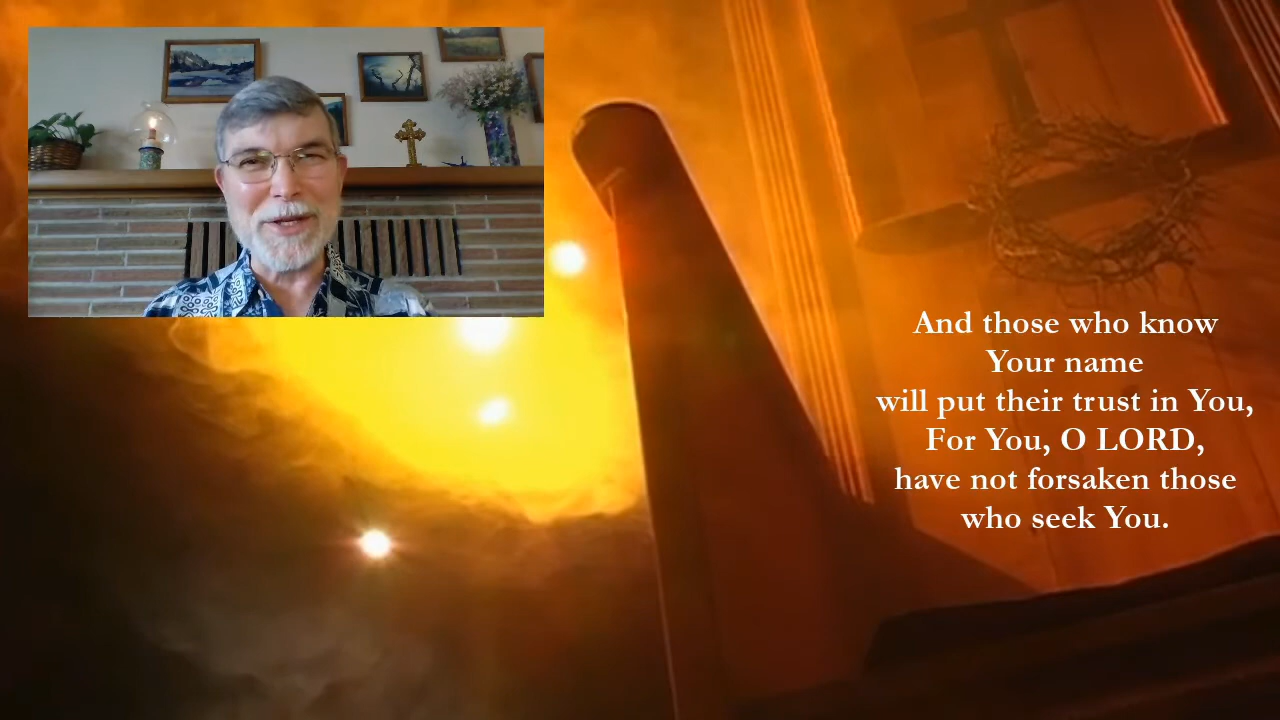 And those who know
Your name
will put their trust in You,
For You, O LORD,
have not forsaken those
who seek You.